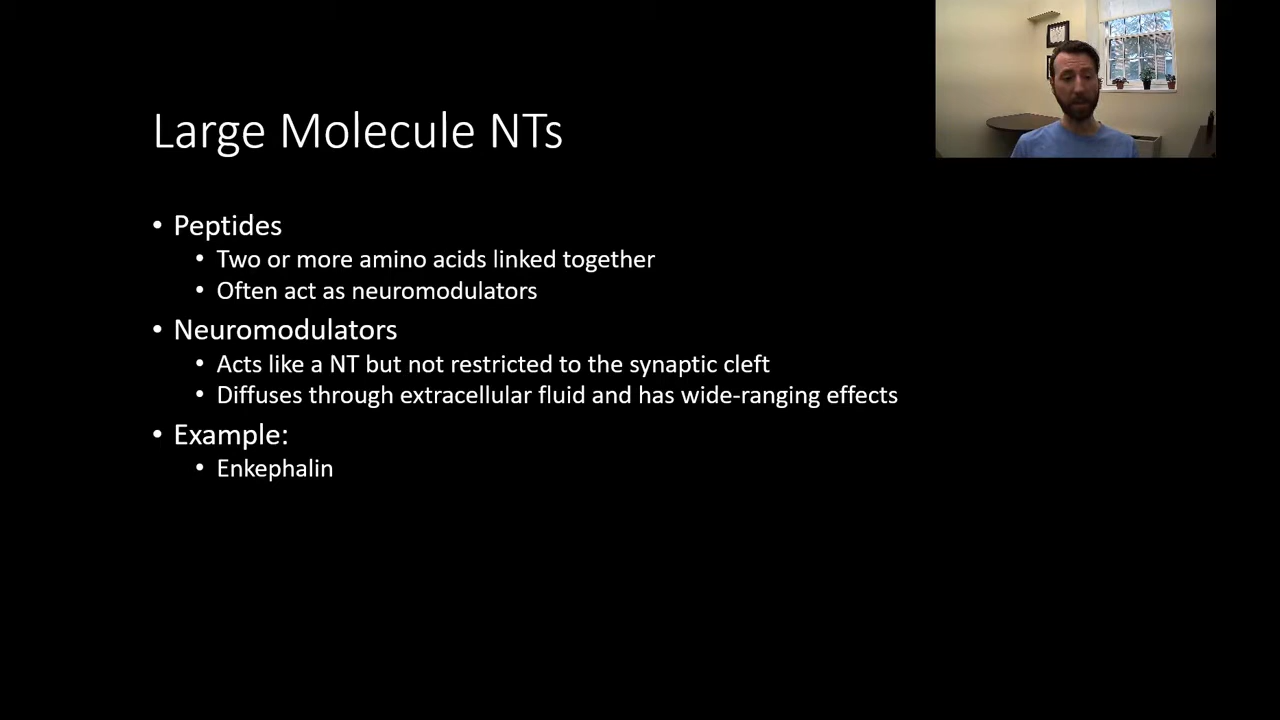 Large Molecule NTs
• Peptides
• Two or more amino acids linked together
• Often act as neuromodulators
• Neuromodulators
• Acts like a NT but not restricted to the synaptic cleft
• Diffuses through extracellular fluid and has wide-ranging effects
• Example:
• Enkephalin